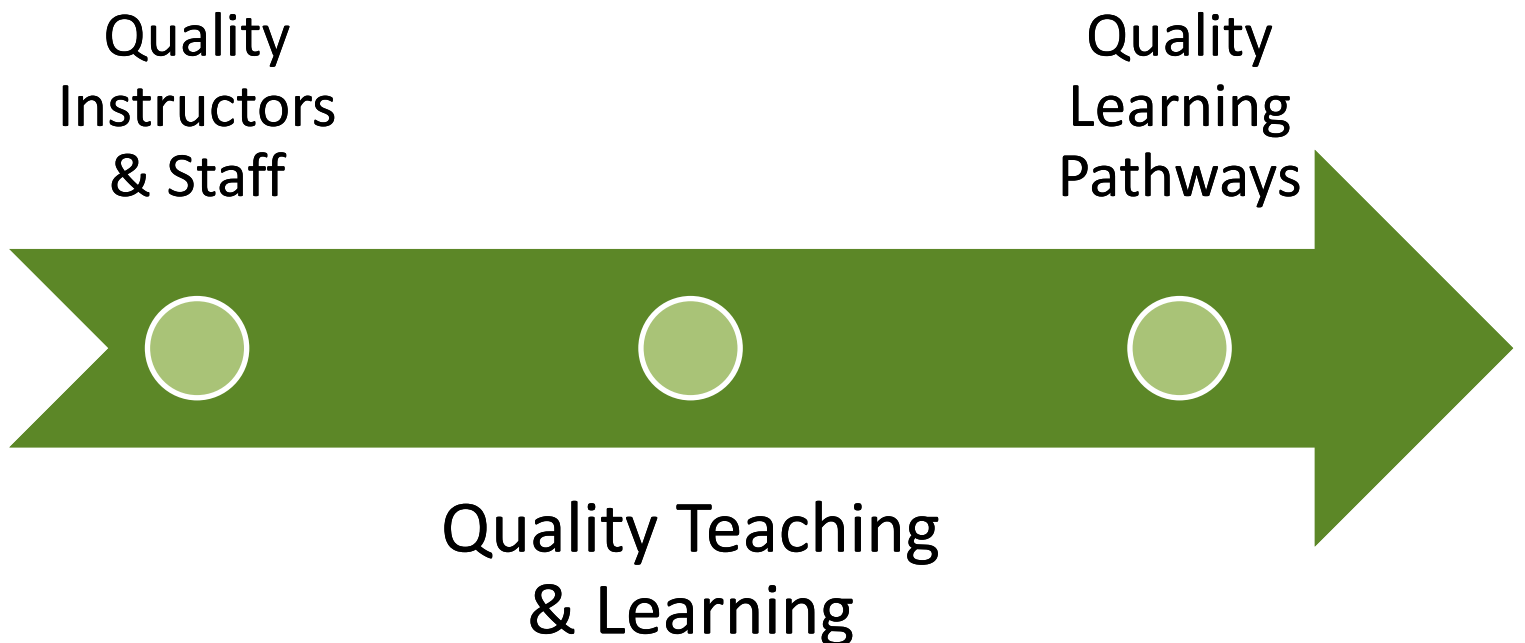 Quality
Instructors
& Staff
Quality Teaching
& Learning
Quality
Learning
Pathways